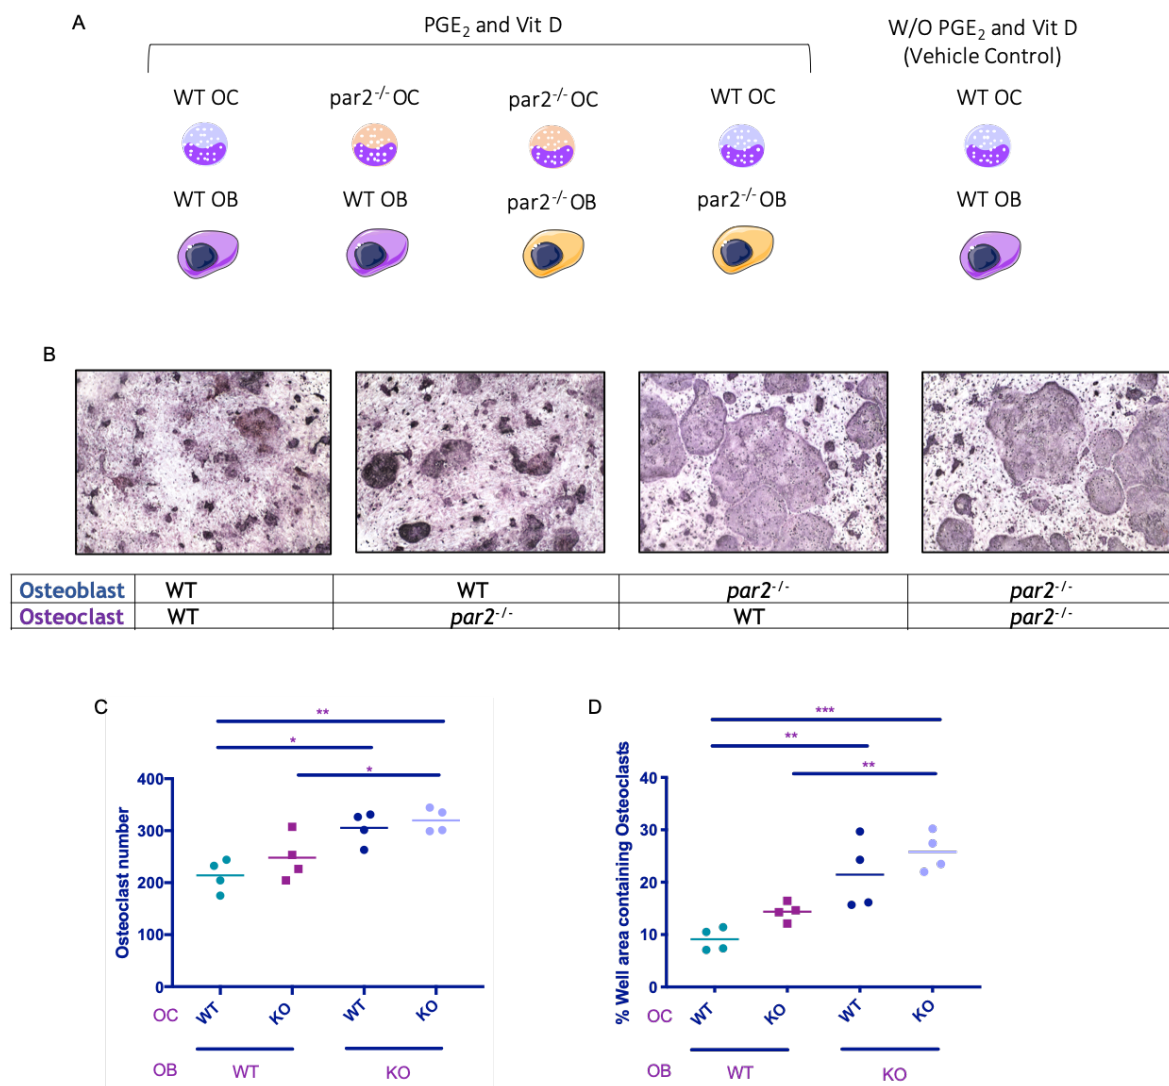 A
PGE₂ and Vit D
W/O PGE₂ and Vit D
(Vehicle Control)
WT OC
par2⁻/⁻ OC
par2⁻/⁻ OC
WT OC
WT OC
WT OB
WT OB
par2⁻/⁻ OB
par2⁻/⁻ OB
WT OB
B
Osteoblast WT WT par2⁻/⁻ par2⁻/⁻
Osteoclast WT par2⁻/⁻ WT par2⁻/⁻
C
**
*
*
Osteoclast number
400
300
200
100
0
OC WT KO WT KO
OB WT KO
D
***
**
**
% Well area containing Osteoclasts
40
30
20
10
0
OC WT KO WT KO
OB WT KO